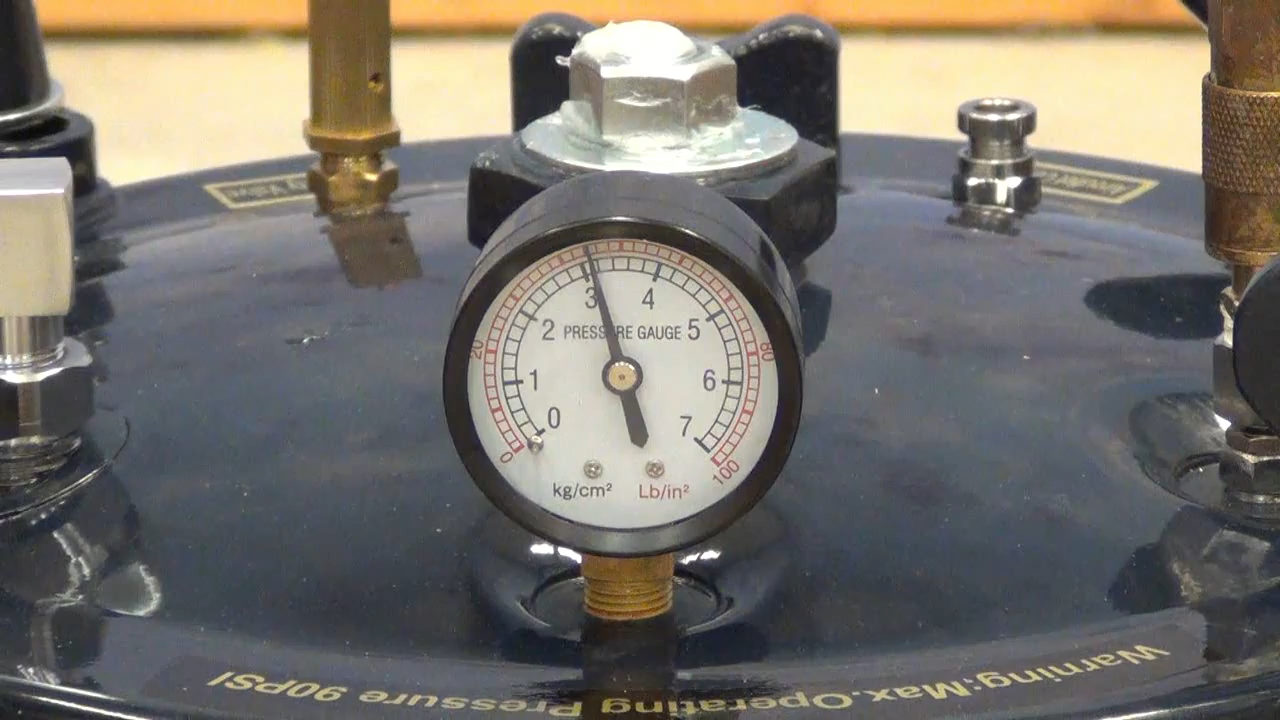 3 4
2 PRESSURE GAUGE 5
20 80
1 6
0 7
0 100
kg/cm² Lb/in²
Warning:Max.Operating Pressure 90PSI